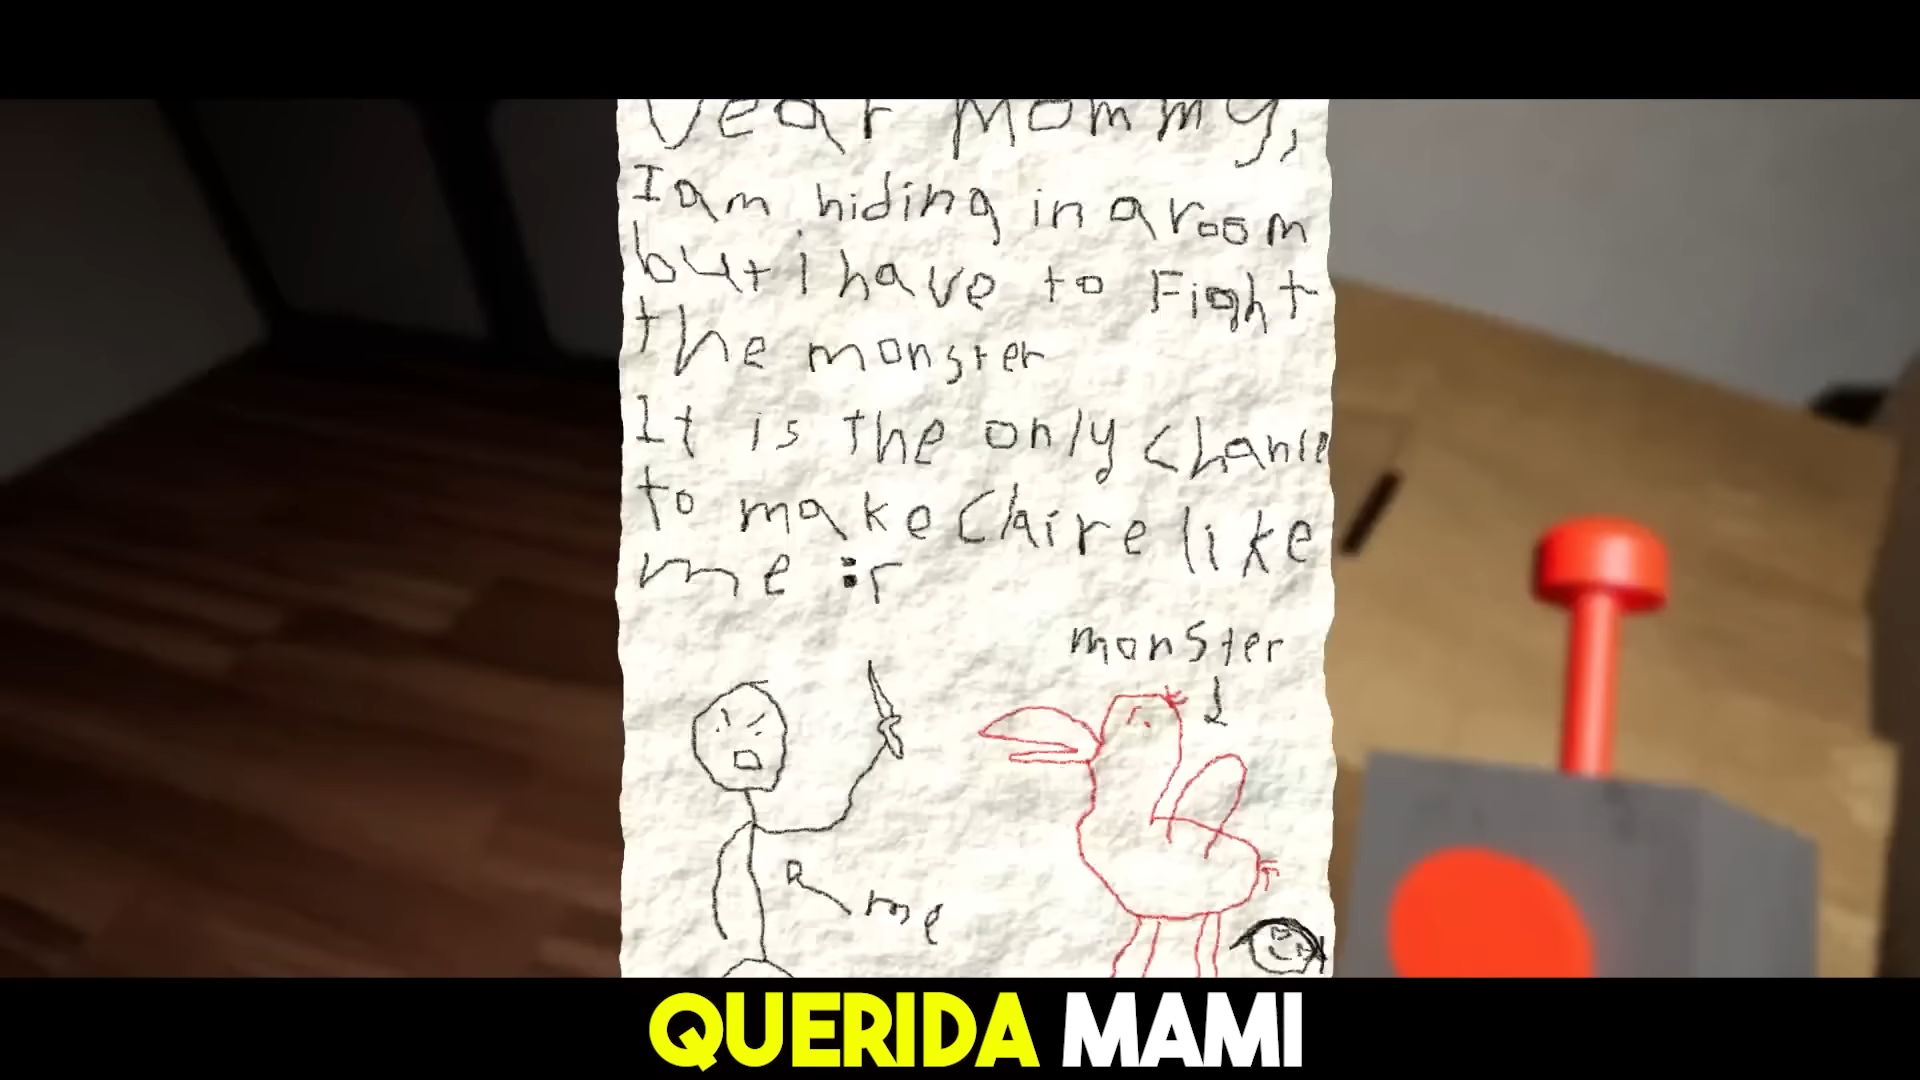 Dear Mommy,
I am hiding in a room
but i have to Fight
the monster
It is the only chance
to make Claire like
me :r
monster
me
QUERIDA MAMI